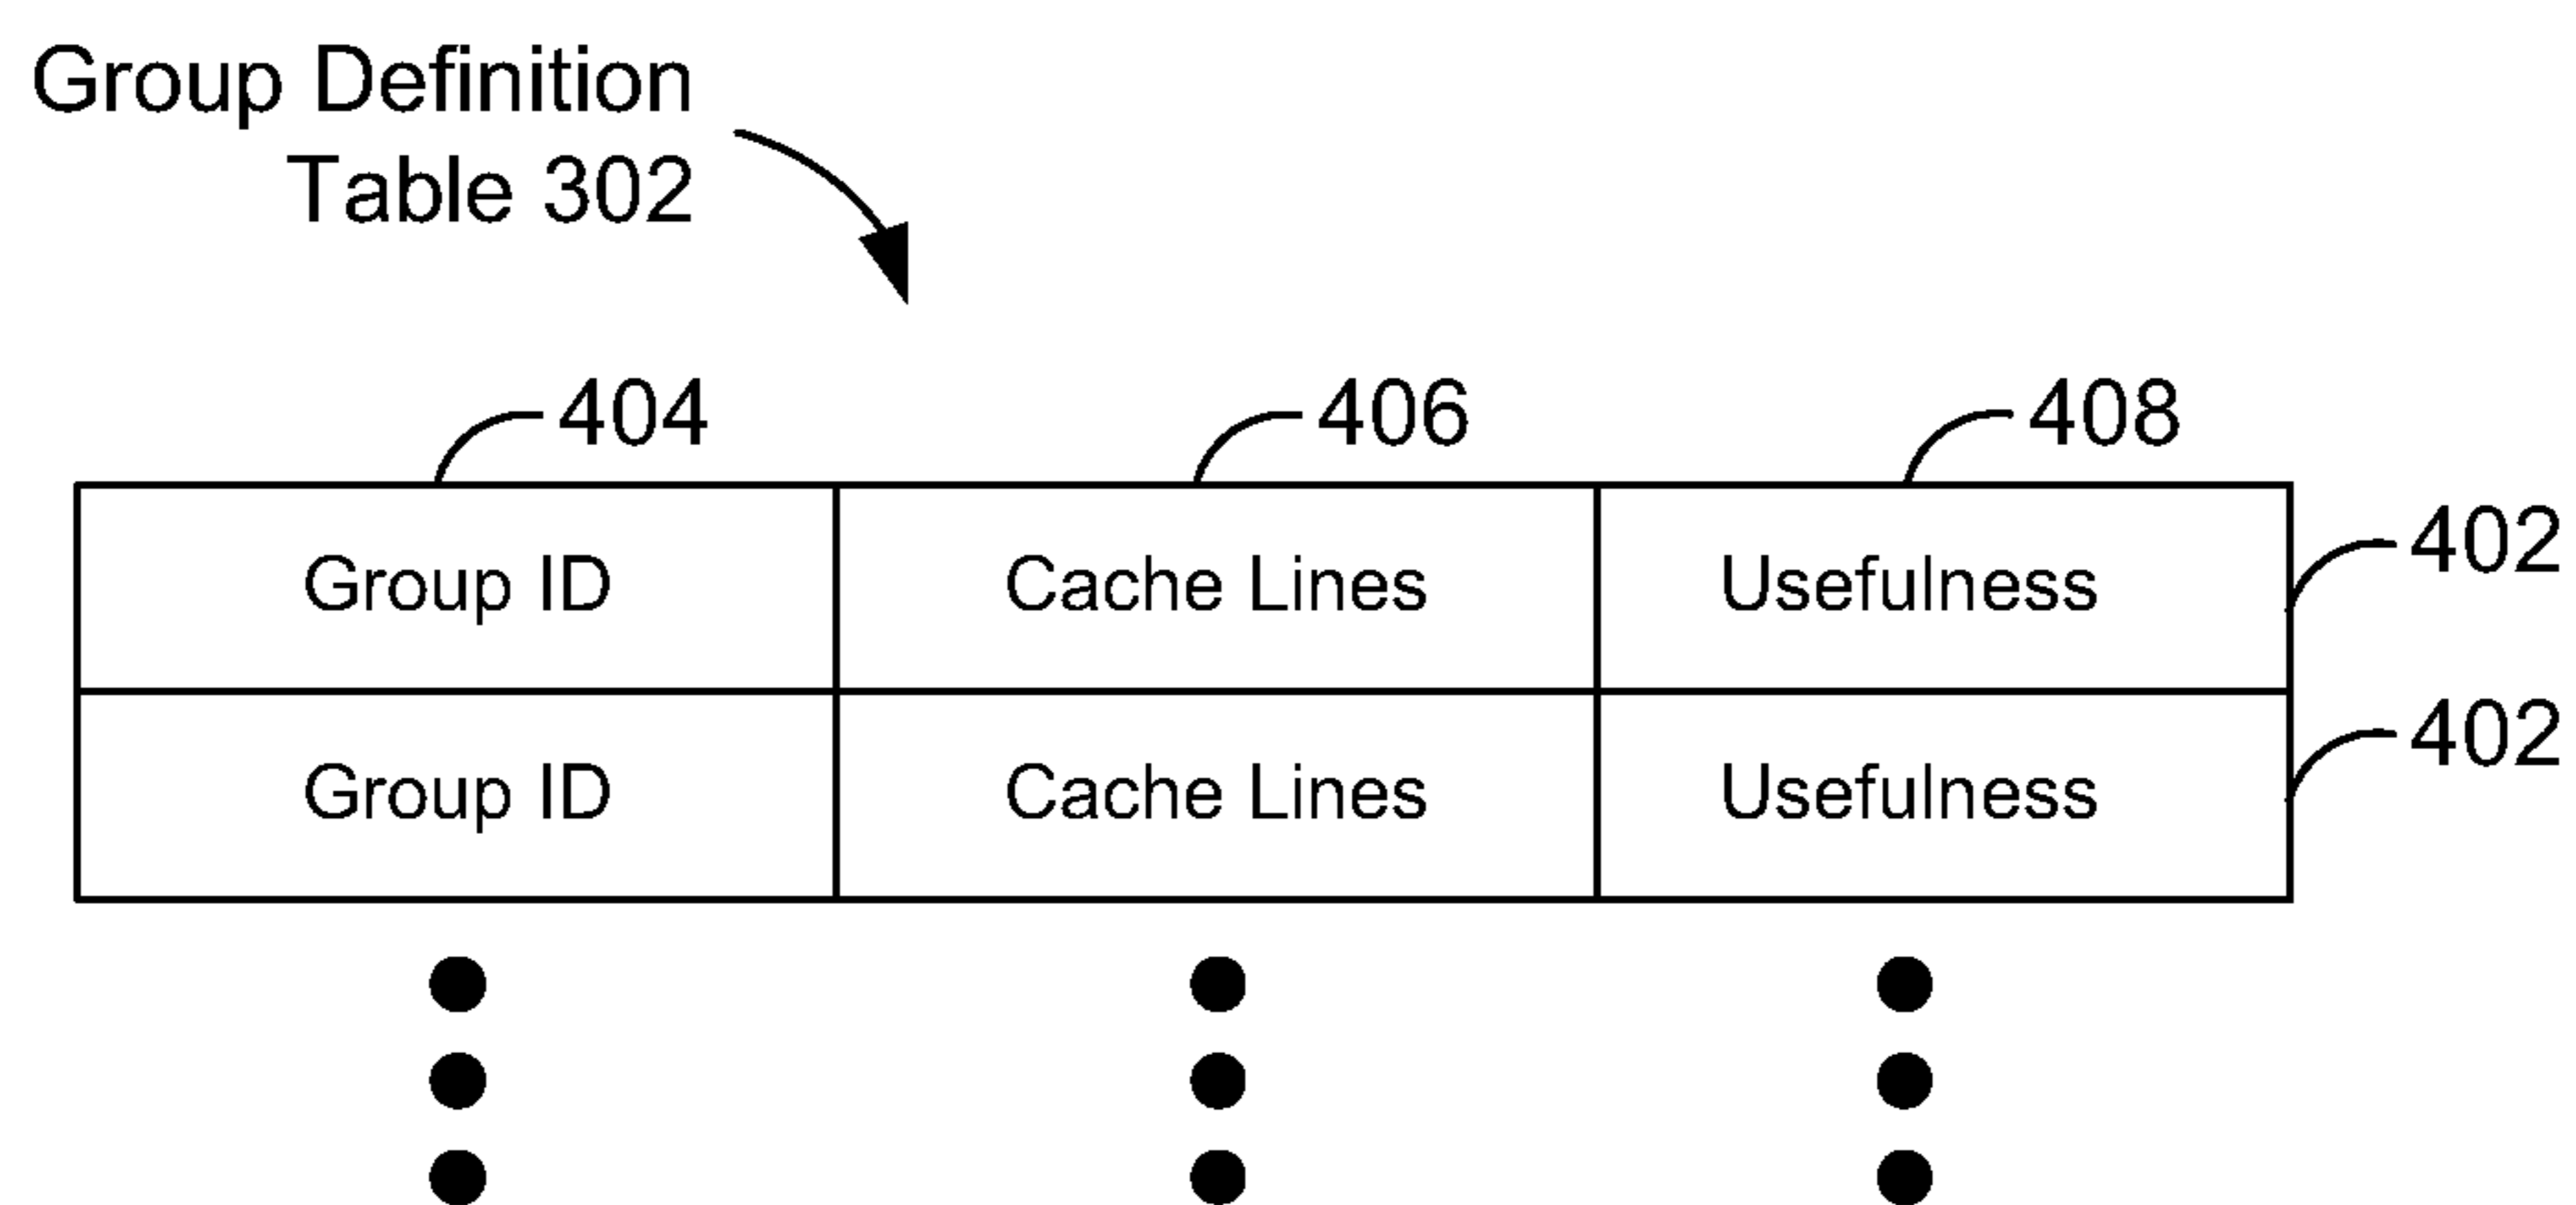 Group Definition
Table 302
404 406 408
Group ID Cache Lines Usefulness 402
Group ID Cache Lines Usefulness 402